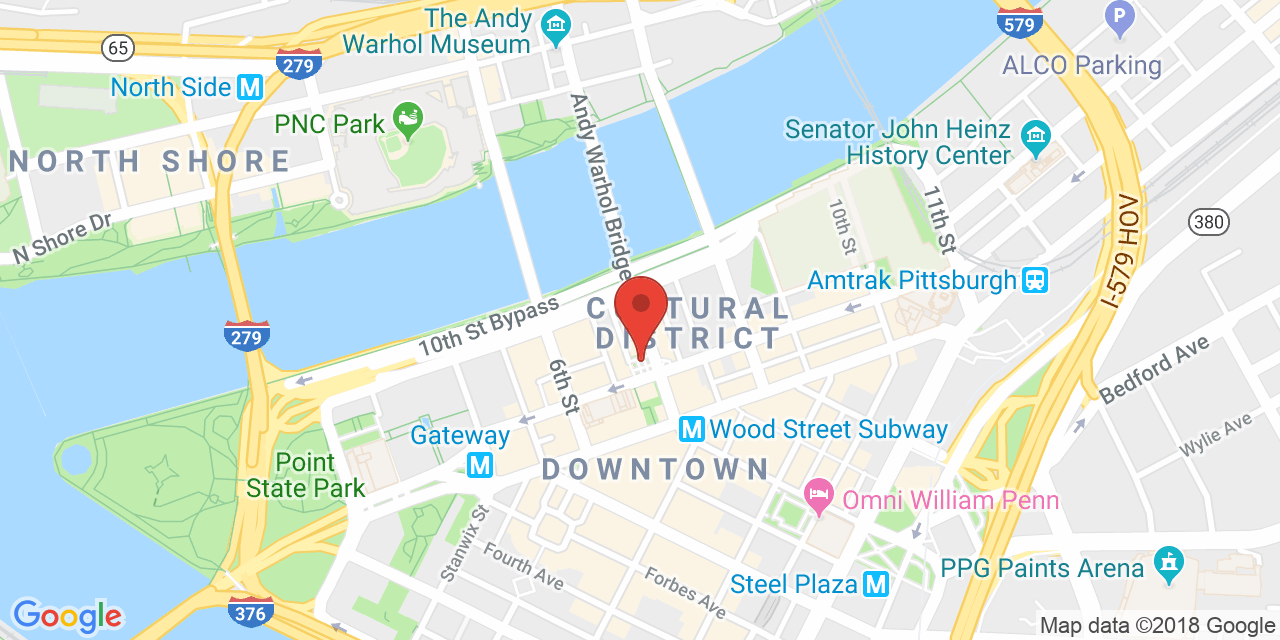 The Andy
Warhol Museum
65
279
North Side M
PNC Park
NORTH SHORE
N Shore Dr
Andy Warhol Bridge
579
P
ALCO Parking
Senator John Heinz
History Center
10th St
11th St
I-579 HOV
380
Amtrak Pittsburgh
CULTURAL
DISTRICT
10th St Bypass
279
6th St
Bedford Ave
Wylie Ave
Gateway
M
M Wood Street Subway
Point
State Park
DOWNTOWN
Omni William Penn
Stanwix St
Fourth Ave
Forbes Ave
Steel Plaza M
PPG Paints Arena
376
Google
Map data ©2018 Google